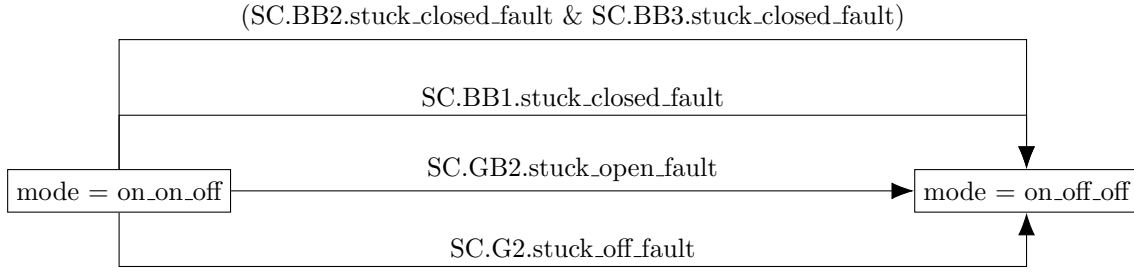 (SC.BB2.stuck_closed_fault & SC.BB3.stuck_closed_fault)
SC.BB1.stuck_closed_fault
SC.GB2.stuck_open_fault
mode = on_on_off
mode = on_off_off
SC.G2.stuck_off_fault